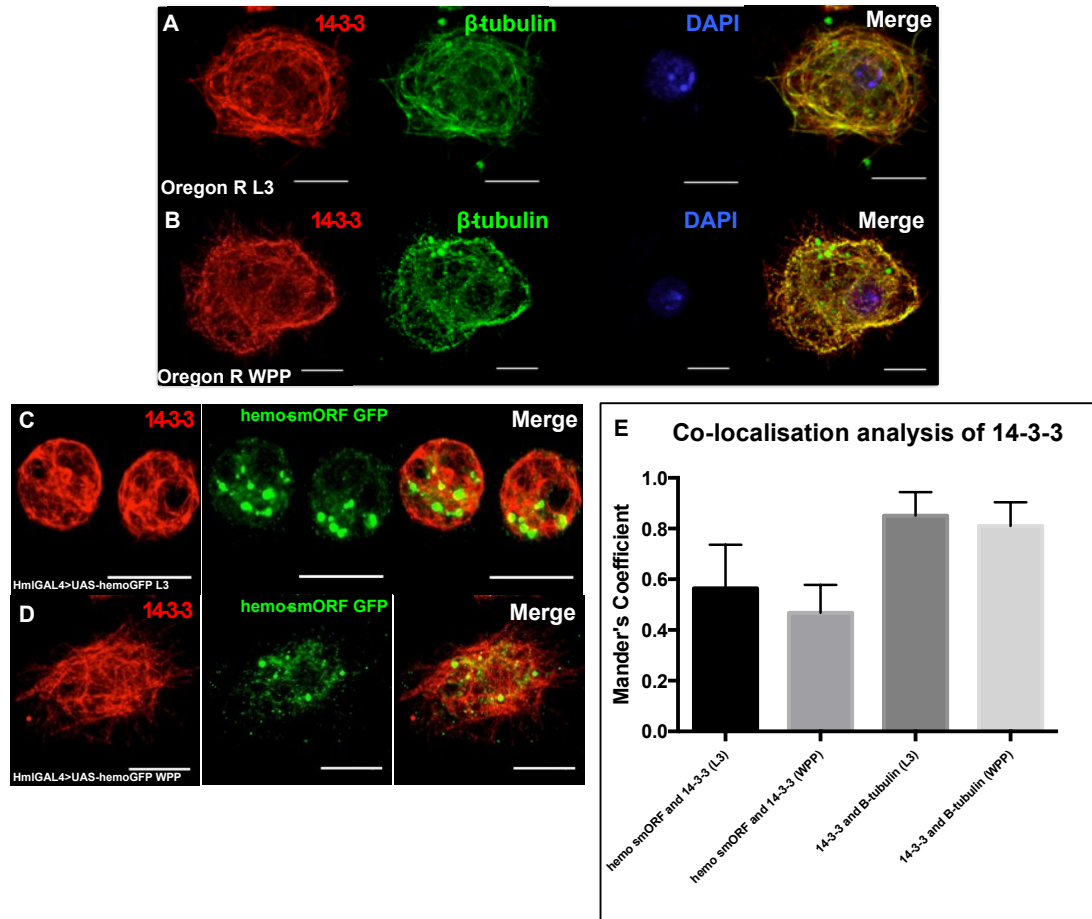 A 14-3-3 β-tubulin DAPI Merge
Oregon R L3
B 14-3-3 β-tubulin DAPI Merge
Oregon R WPP
C 14-3-3 hemo-smORF GFP Merge
HmlGAL4>UAS-hemoGFP L3
D 14-3-3 hemo-smORF GFP Merge
HmlGAL4>UAS-hemoGFP WPP
E Co-localisation analysis of 14-3-3
Mander's Coefficient
1.0
0.8
0.6
0.4
0.2
0.0
hemo smORF and 14-3-3 (L3)
hemo smORF and 14-3-3 (WPP)
14-3-3 and B-tubulin (L3)
14-3-3 and B-tubulin (WPP)